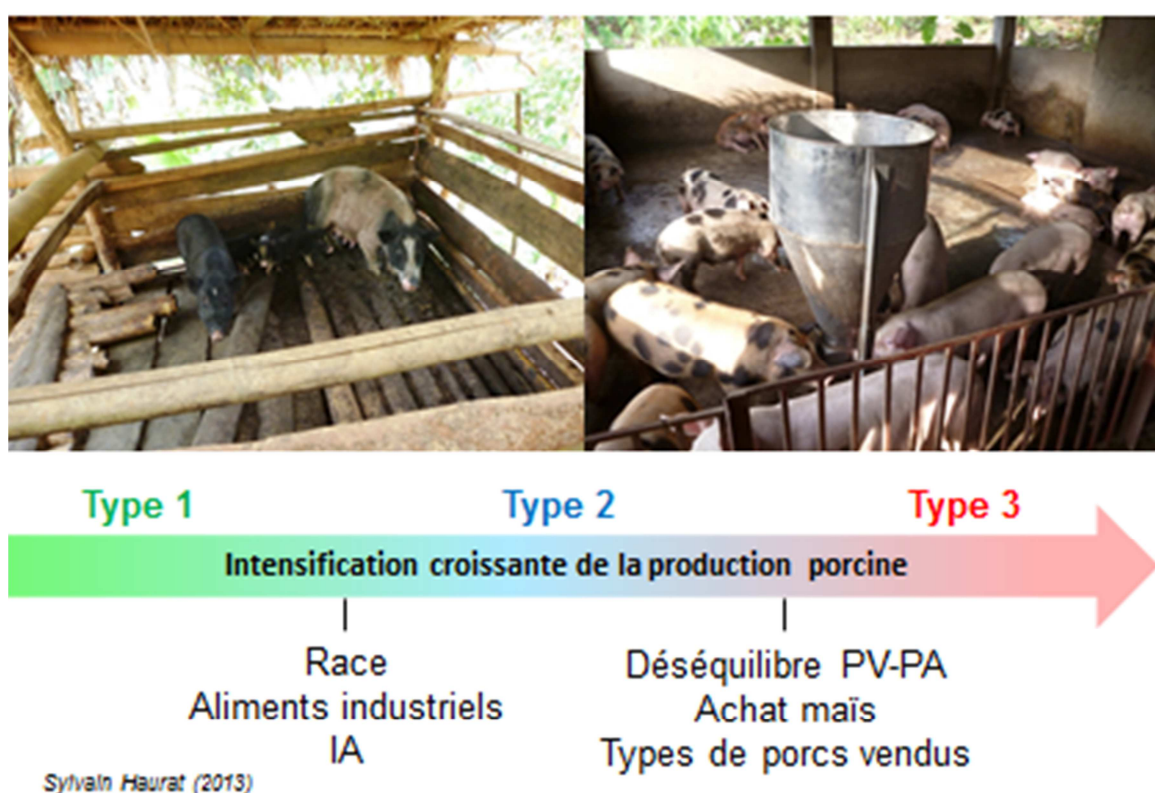 Type 1
Type 2
Type 3
Intensification croissante de la production porcine
Race
Aliments industriels
IA
Déséquilibre PV-PA
Achat maïs
Types de porcs vendus
Sylvain Haurat (2013)